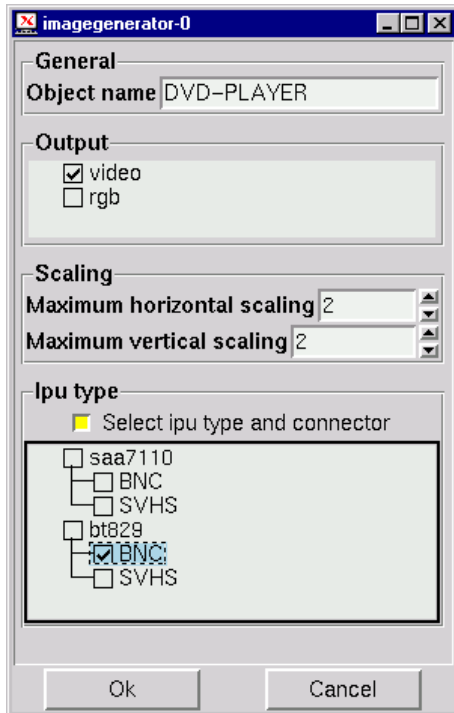 imagegenerator-0
General
Object name DVD-PLAYER
Output
video
rgb
Scaling
Maximum horizontal scaling 2
Maximum vertical scaling 2
Ipu type
Select ipu type and connector
saa7110
BNC
SVHS
bt829
BNC
SVHS
Ok Cancel